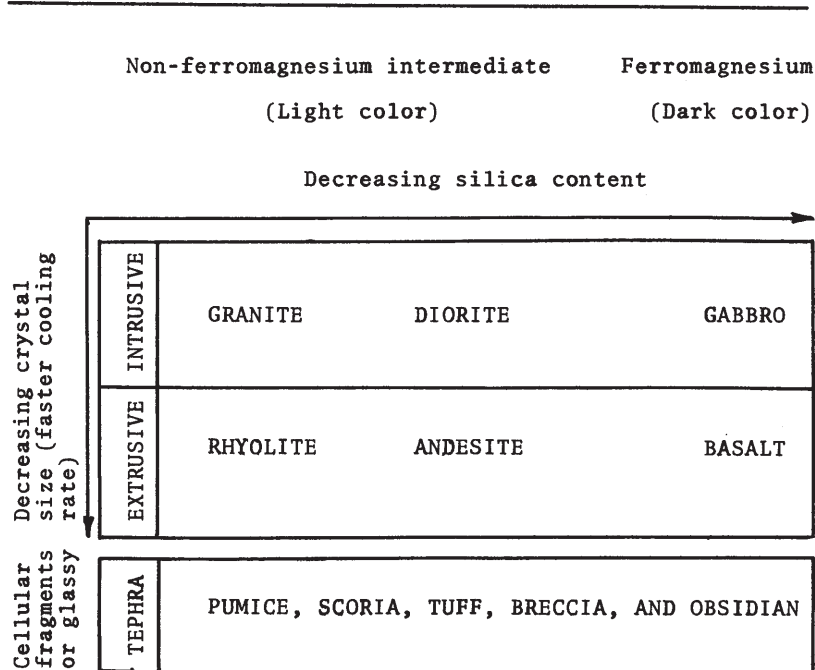 Non-ferromagnesium intermediate Ferromagnesium
(Light color) (Dark color)
Decreasing silica content
Decreasing crystal
size (faster cooling
rate)
INTRUSIVE
GRANITE DIORITE GABBRO
EXTRUSIVE
RHYOLITE ANDESITE BASALT
Cellular
fragments
or glassy
TEPHRA
PUMICE, SCORIA, TUFF, BRECCIA, AND OBSIDIAN